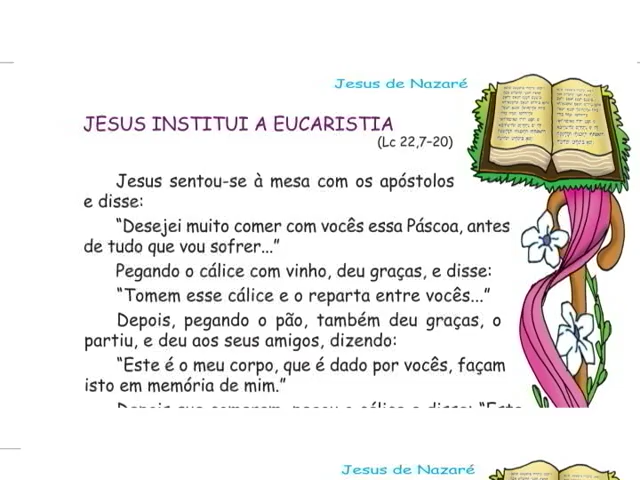 Jesus de Nazaré
JESUS INSTITUI A EUCARISTIA
(Lc 22,7-20)
Jesus sentou-se à mesa com os apóstolos
e disse:
“Desejei muito comer com vocês essa Páscoa, antes
de tudo que vou sofrer...”
Pegando o cálice com vinho, deu graças, e disse:
“Tomem esse cálice e o reparta entre vocês...”
Depois, pegando o pão, também deu graças, o
partiu, e deu aos seus amigos, dizendo:
“Este é o meu corpo, que é dado por vocês, façam
isto em memória de mim.”
Jesus de Nazaré